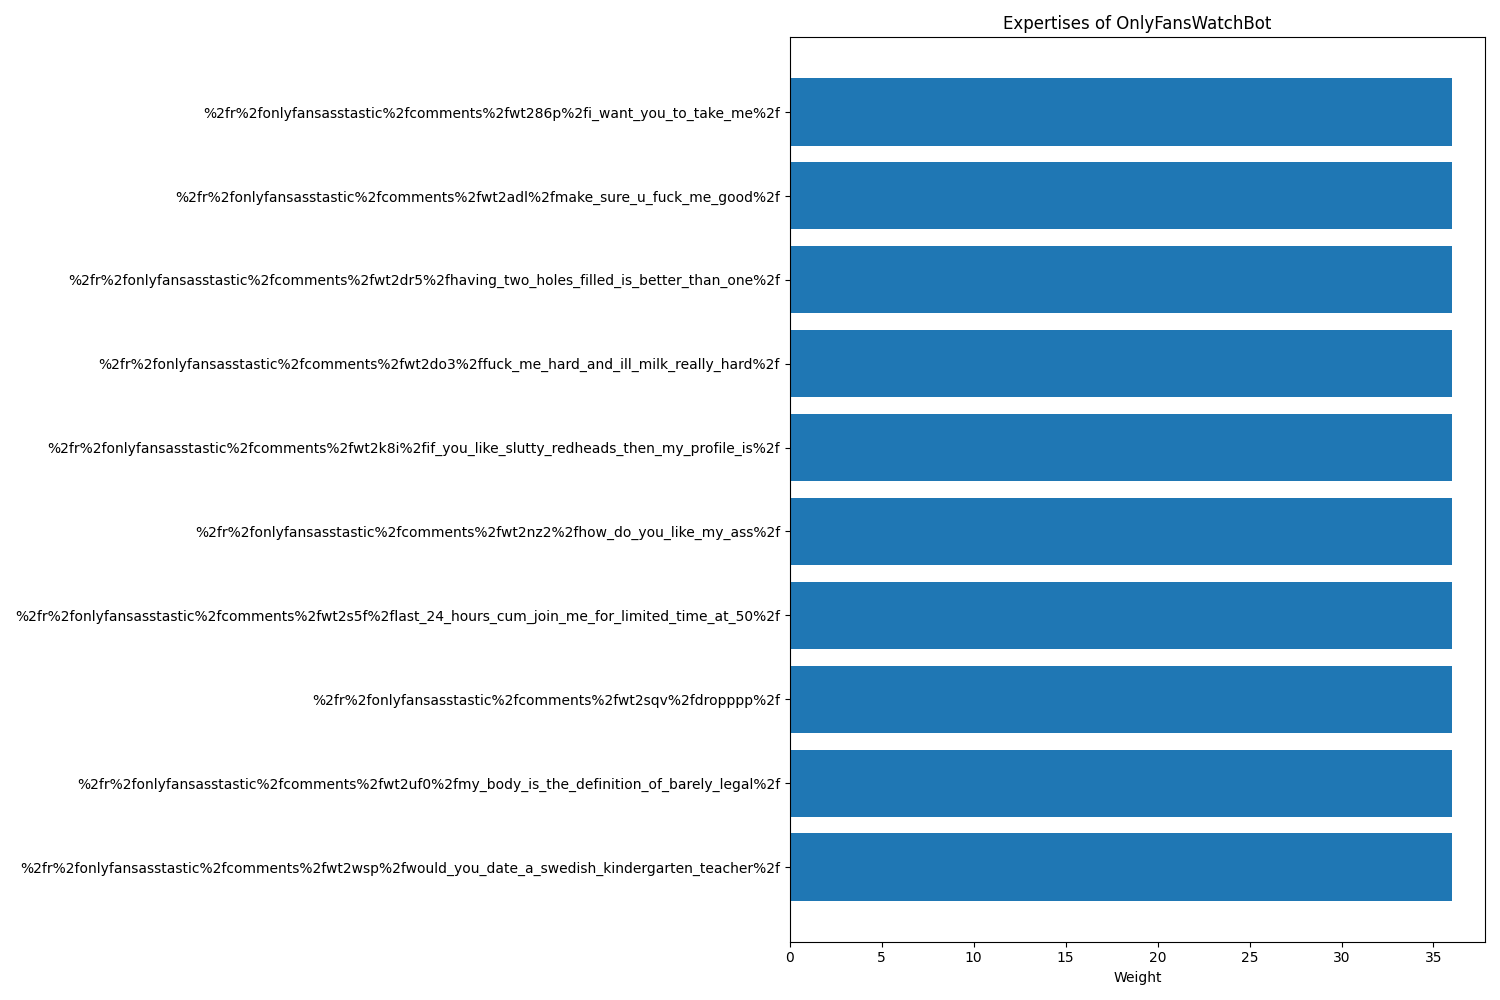 Expertises of OnlyFansWatchBot
%2fr%2fonlyfansasstastic%2fcomments%2fwt286p%2fi_want_you_to_take_me%2f
%2fr%2fonlyfansasstastic%2fcomments%2fwt2adl%2fmake_sure_u_fuck_me_good%2f
%2fr%2fonlyfansasstastic%2fcomments%2fwt2dr5%2fhaving_two_holes_filled_is_better_than_one%2f
%2fr%2fonlyfansasstastic%2fcomments%2fwt2do3%2ffuck_me_hard_and_ill_milk_really_hard%2f
%2fr%2fonlyfansasstastic%2fcomments%2fwt2k8i%2fif_you_like_slutty_redheads_then_my_profile_is%2f
%2fr%2fonlyfansasstastic%2fcomments%2fwt2nz2%2fhow_do_you_like_my_ass%2f
%2fr%2fonlyfansasstastic%2fcomments%2fwt2s5f%2flast_24_hours_cum_join_me_for_limited_time_at_50%2f
%2fr%2fonlyfansasstastic%2fcomments%2fwt2sqv%2fdropppp%2f
%2fr%2fonlyfansasstastic%2fcomments%2fwt2uf0%2fmy_body_is_the_definition_of_barely_legal%2f
%2fr%2fonlyfansasstastic%2fcomments%2fwt2wsp%2fwould_you_date_a_swedish_kindergarten_teacher%2f
0 5 10 15 20 25 30 35
Weight